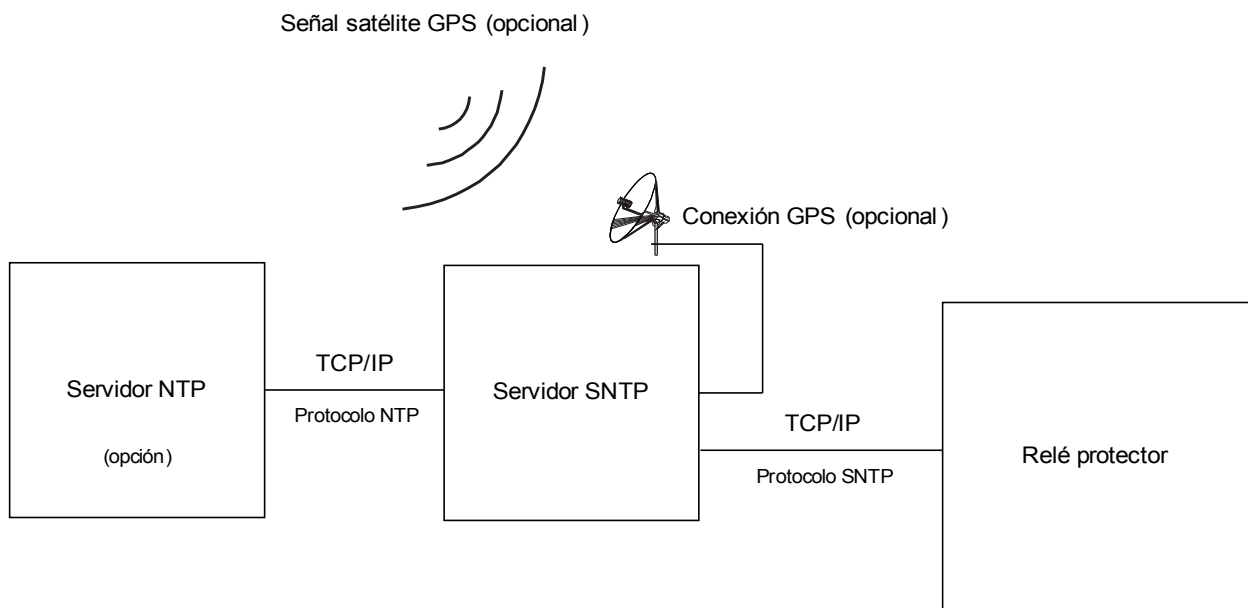 Señal satélite GPS (opcional)
Conexión GPS (opcional)
TCP/IP
Servidor NTP
Servidor SNTP
Protocolo NTP
TCP/IP
(opción)
Relé protector
Protocolo SNTP